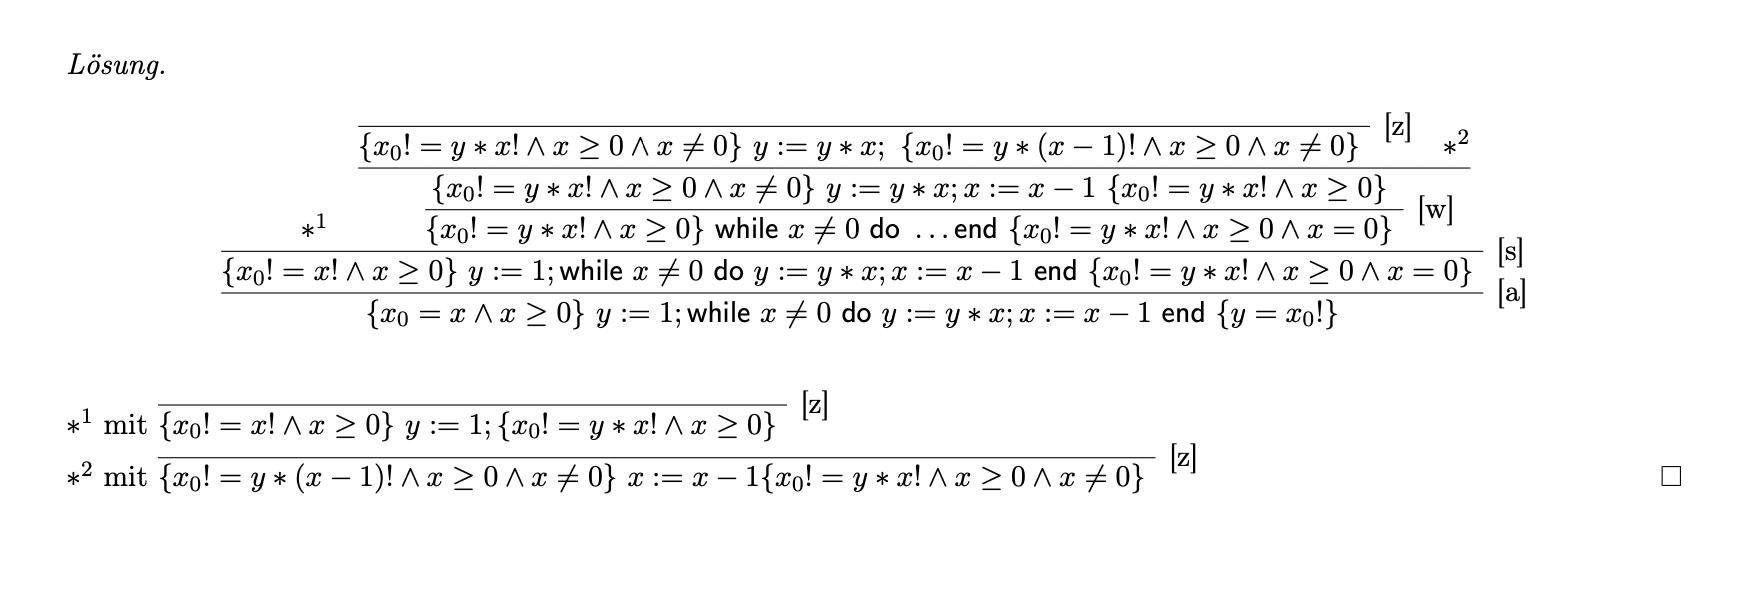 Lösung.
{x₀! = y ∗ x! ∧ x ≥ 0 ∧ x ≠ 0} y := y ∗ x; {x₀! = y ∗ (x − 1)! ∧ x ≥ 0 ∧ x ≠ 0} [z] ∗²
{x₀! = y ∗ x! ∧ x ≥ 0 ∧ x ≠ 0} y := y ∗ x; x := x − 1 {x₀! = y ∗ x! ∧ x ≥ 0}
∗¹ {x₀! = y ∗ x! ∧ x ≥ 0} while x ≠ 0 do ...end {x₀! = y ∗ x! ∧ x ≥ 0 ∧ x = 0} [w]
{x₀! = x! ∧ x ≥ 0} y := 1; while x ≠ 0 do y := y ∗ x; x := x − 1 end {x₀! = y ∗ x! ∧ x ≥ 0 ∧ x = 0} [s]
{x₀ = x ∧ x ≥ 0} y := 1; while x ≠ 0 do y := y ∗ x; x := x − 1 end {y = x₀!} [a]
∗¹ mit {x₀! = x! ∧ x ≥ 0} y := 1; {x₀! = y ∗ x! ∧ x ≥ 0} [z]
∗² mit {x₀! = y ∗ (x − 1)! ∧ x ≥ 0 ∧ x ≠ 0} x := x − 1{x₀! = y ∗ x! ∧ x ≥ 0 ∧ x ≠ 0} [z] □